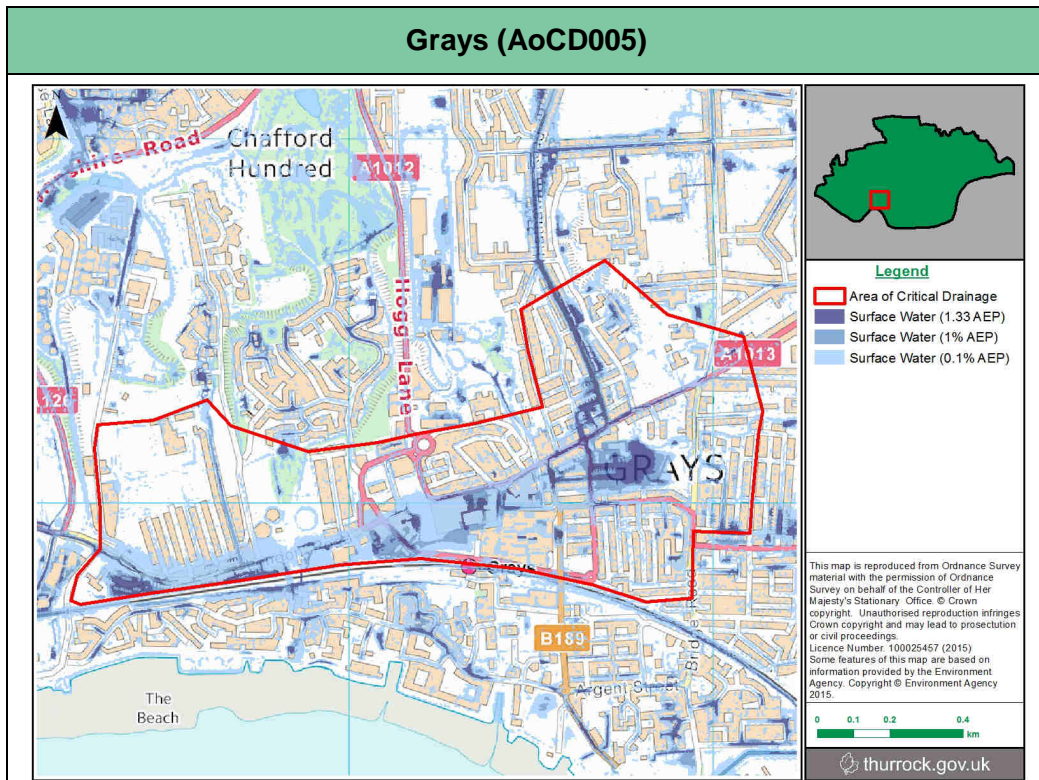 Grays (AoCD005)
N
Chafford
Hundred
shire Road
A1012
Hogg Lane
A1013
A126
GRAYS
Grays
B189
Argent Street
Bridge Road
The
Beach
Legend
Area of Critical Drainage
Surface Water (1.33 AEP)
Surface Water (1% AEP)
Surface Water (0.1% AEP)
This map is reproduced from Ordnance Survey
material with the permission of Ordnance
Survey on behalf of the Controller of Her
Majesty's Stationary Office. © Crown
copyright. Unauthorised reproduction infringes
Crown copyright and may lead to prosecution
or civil proceedings.
Licence Number. 100025457 (2015)
Some features of this map are based on
information provided by the Environment
Agency. Copyright © Environment Agency
2015.
0 0.1 0.2 0.4
km
thurrock.gov.uk